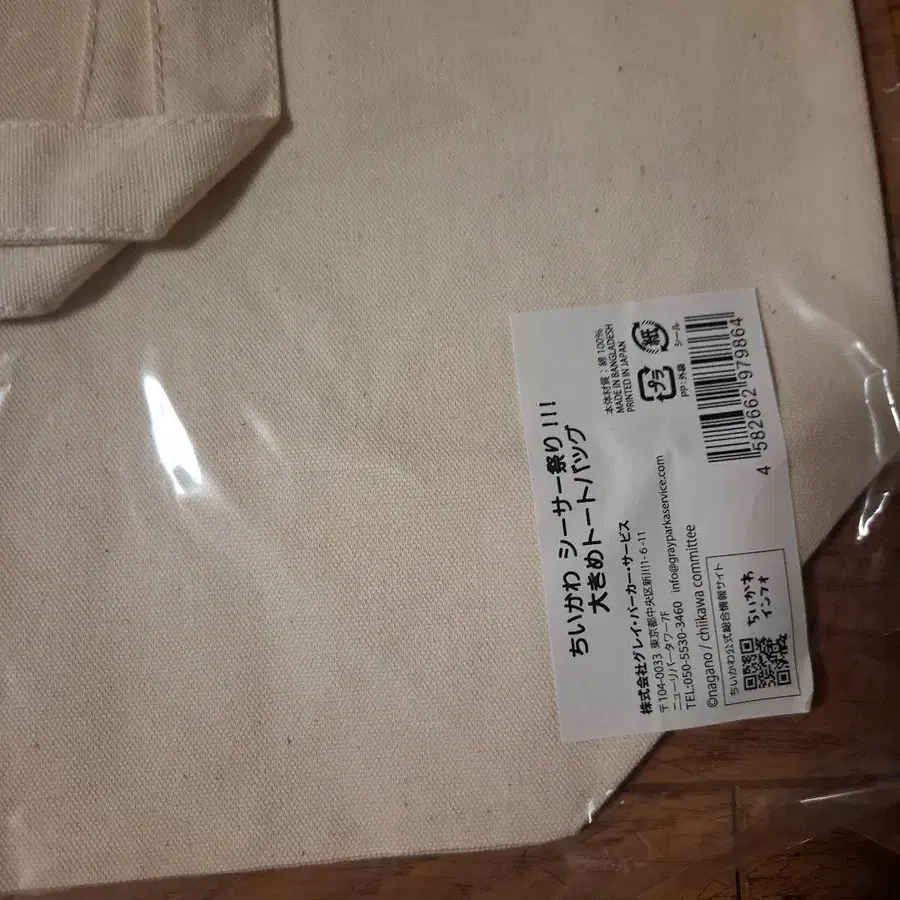 ちいかわ シーサー祭り!!!
大きめトートバッグ
株式会社グレイ・パーカー・サービス
〒104-0033 東京都中央区新川1-6-11
ニューリバータワー7F
TEL:050-5530-3460 info@grayparkaservice.com
©nagano / chiikawa committee
ちいかわ公式総合情報サイト
ちいかわ
インフォ
本体材質:綿 100%
MADE IN BANGLADESH
PRINTED IN JAPAN
プラ
紙
PP:外袋
シール
4 582662 979864